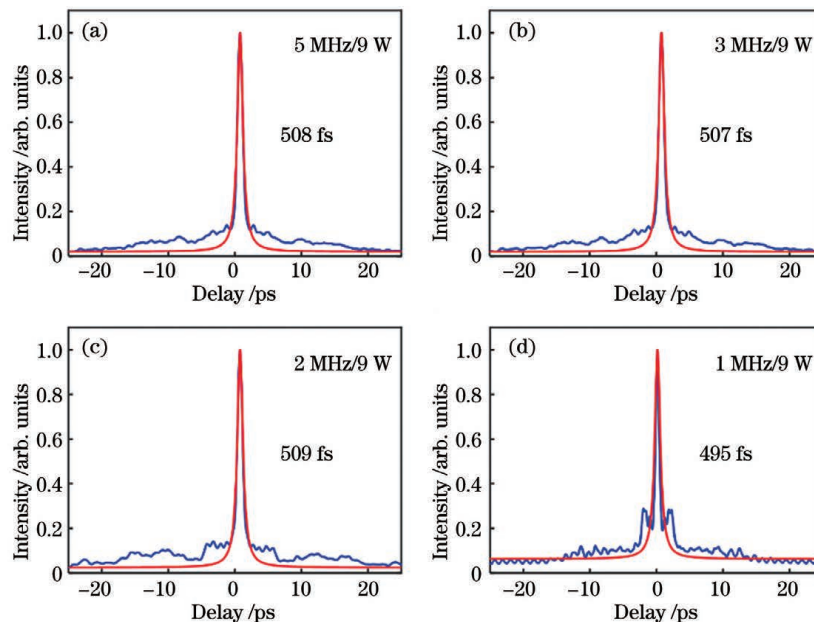 (a) 5 MHz/9 W
508 fs
Intensity /arb. units
1.0
0.8
0.6
0.4
0.2
0
−20 −10 0 10 20
Delay /ps
(b) 3 MHz/9 W
507 fs
Intensity /arb. units
1.0
0.8
0.6
0.4
0.2
0
−20 −10 0 10 20
Delay /ps
(c) 2 MHz/9 W
509 fs
Intensity /arb. units
1.0
0.8
0.6
0.4
0.2
0
−20 −10 0 10 20
Delay /ps
(d) 1 MHz/9 W
495 fs
Intensity /arb. units
1.0
0.8
0.6
0.4
0.2
0
−20 −10 0 10 20
Delay /ps